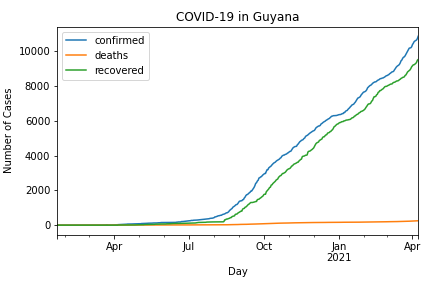 COVID-19 in Guyana
confirmed
deaths
recovered
Number of Cases
10000
8000
6000
4000
2000
0
Apr
Jul
Oct
Jan
2021
Apr
Day